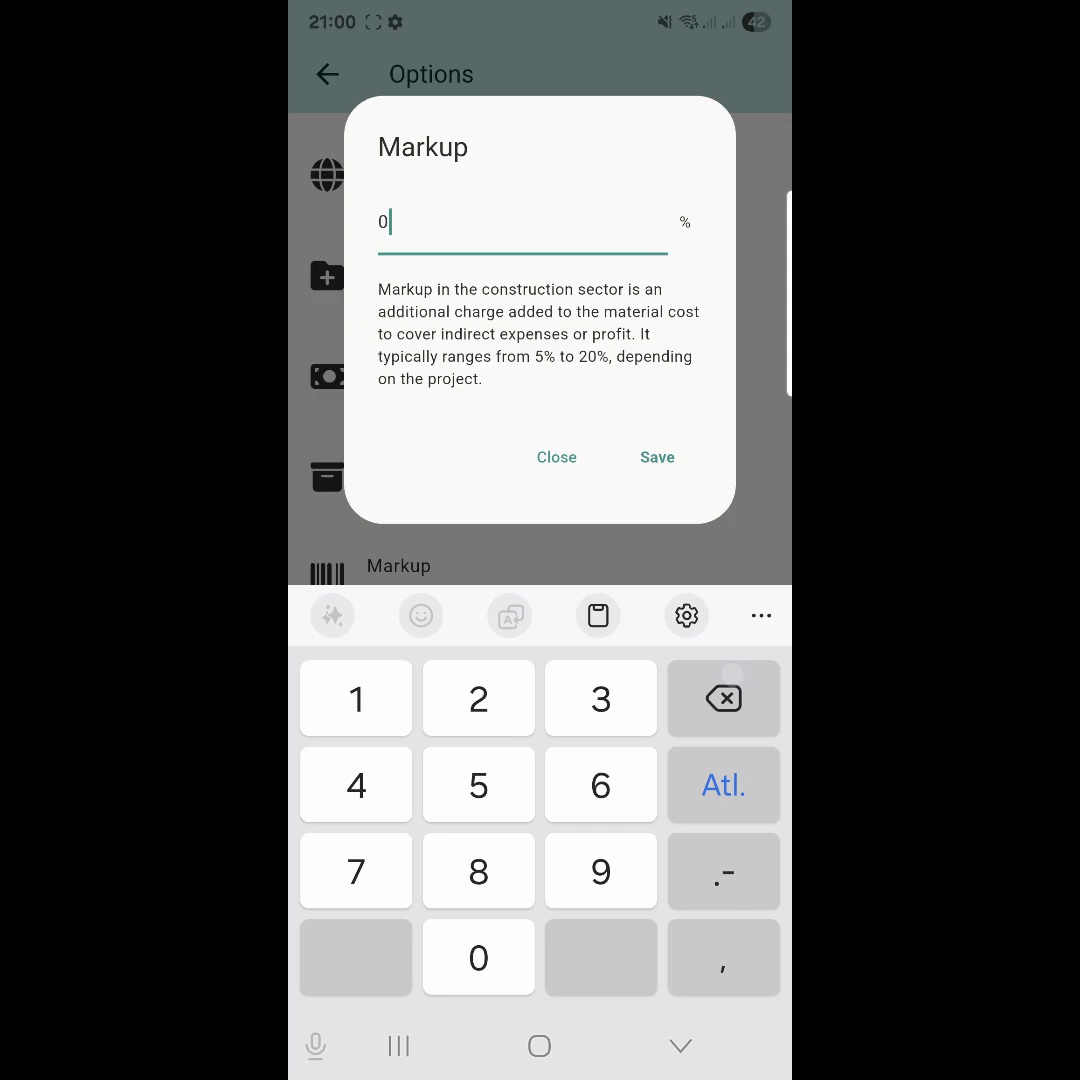 21:00
42
Options
Markup
0
%
Markup in the construction sector is an
additional charge added to the material cost
to cover indirect expenses or profit. It
typically ranges from 5% to 20%, depending
on the project.
Close
Save
Markup
1
2
3
4
5
6
Atl.
7
8
9
.-
0
,